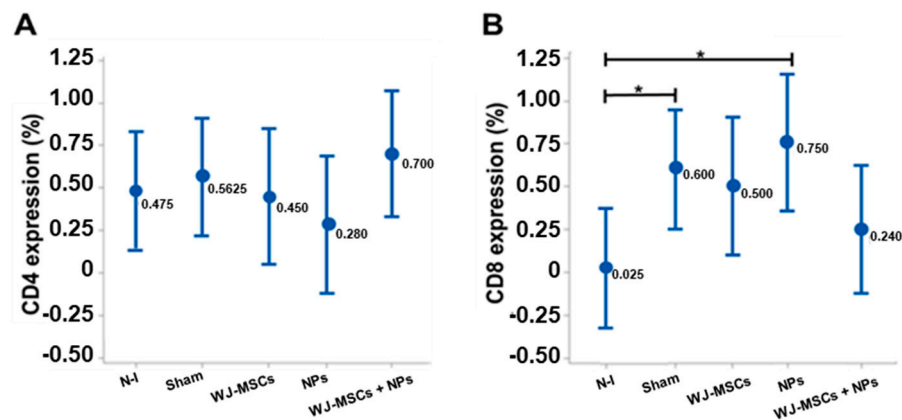 A
CD4 expression (%)
1.25
1.00
0.75
0.50
0.25
0
-0.25
-0.50
0.475
0.5625
0.450
0.280
0.700
N-I
Sham
WJ-MSCs
NPs
WJ-MSCs + NPs
B
CD8 expression (%)
1.25
1.00
0.75
0.50
0.25
0
-0.25
-0.50
*
*
0.025
0.600
0.500
0.750
0.240
N-I
Sham
WJ-MSCs
NPs
WJ-MSCs + NPs